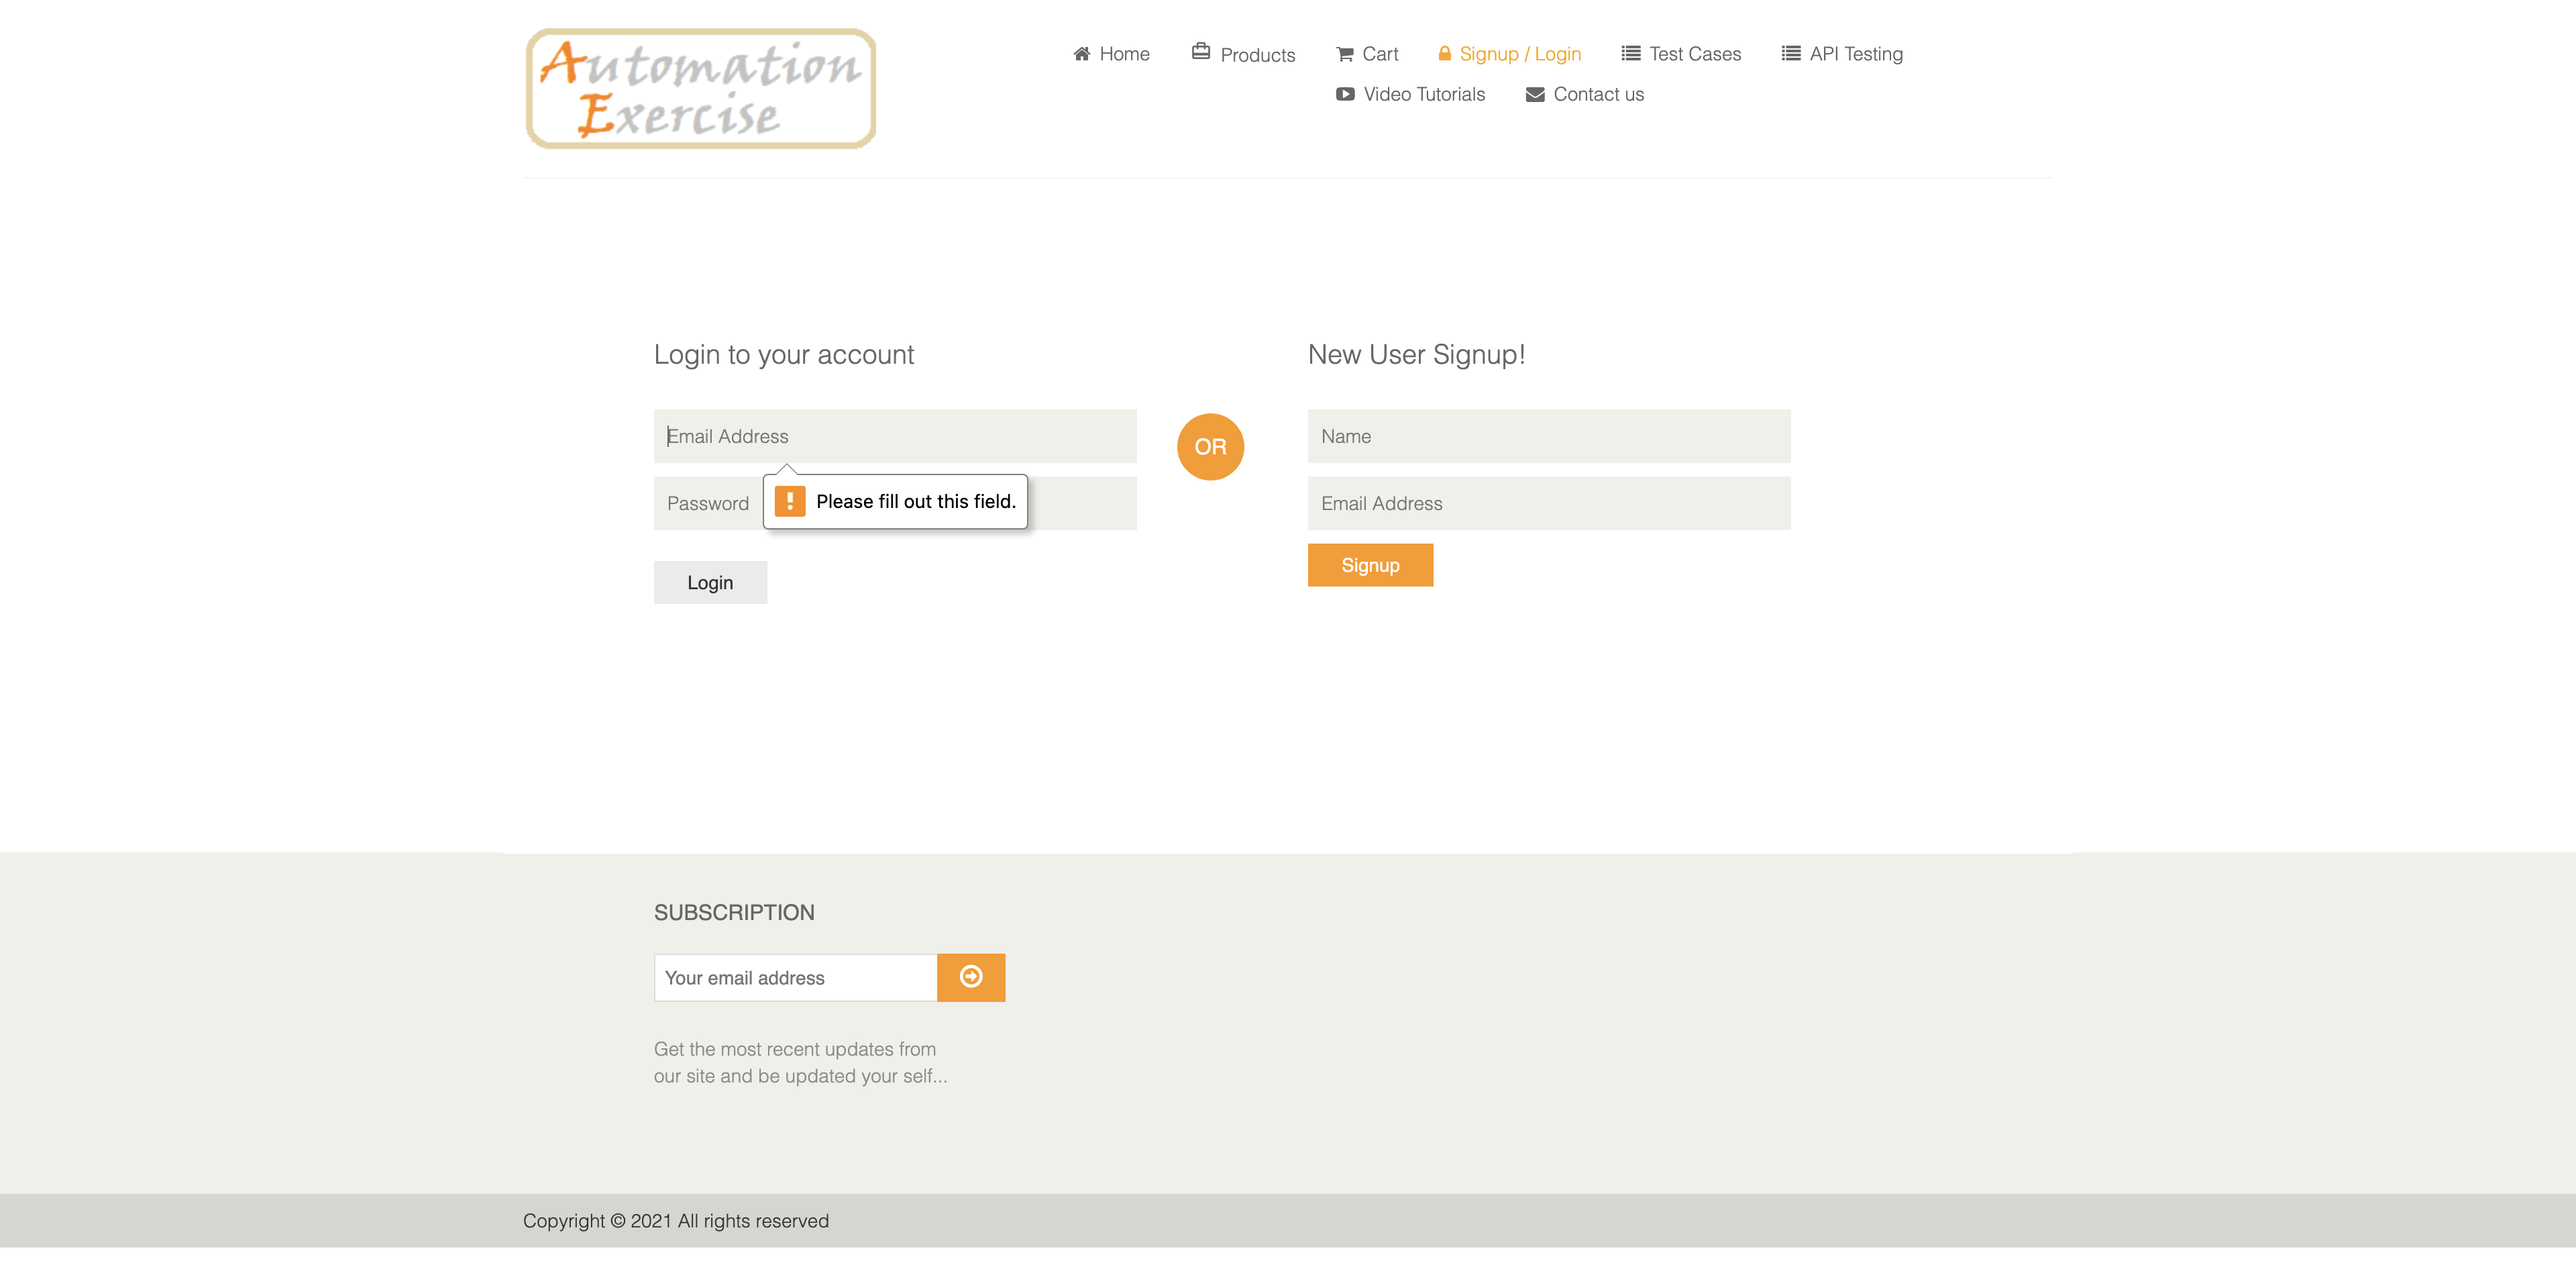 Automation
Exercise
Home Products Cart Signup / Login Test Cases API Testing
Video Tutorials Contact us
Login to your account
Email Address
Password
Please fill out this field.
Login
OR
New User Signup!
Name
Email Address
Signup
SUBSCRIPTION
Your email address
Get the most recent updates from
our site and be updated your self...
Copyright © 2021 All rights reserved